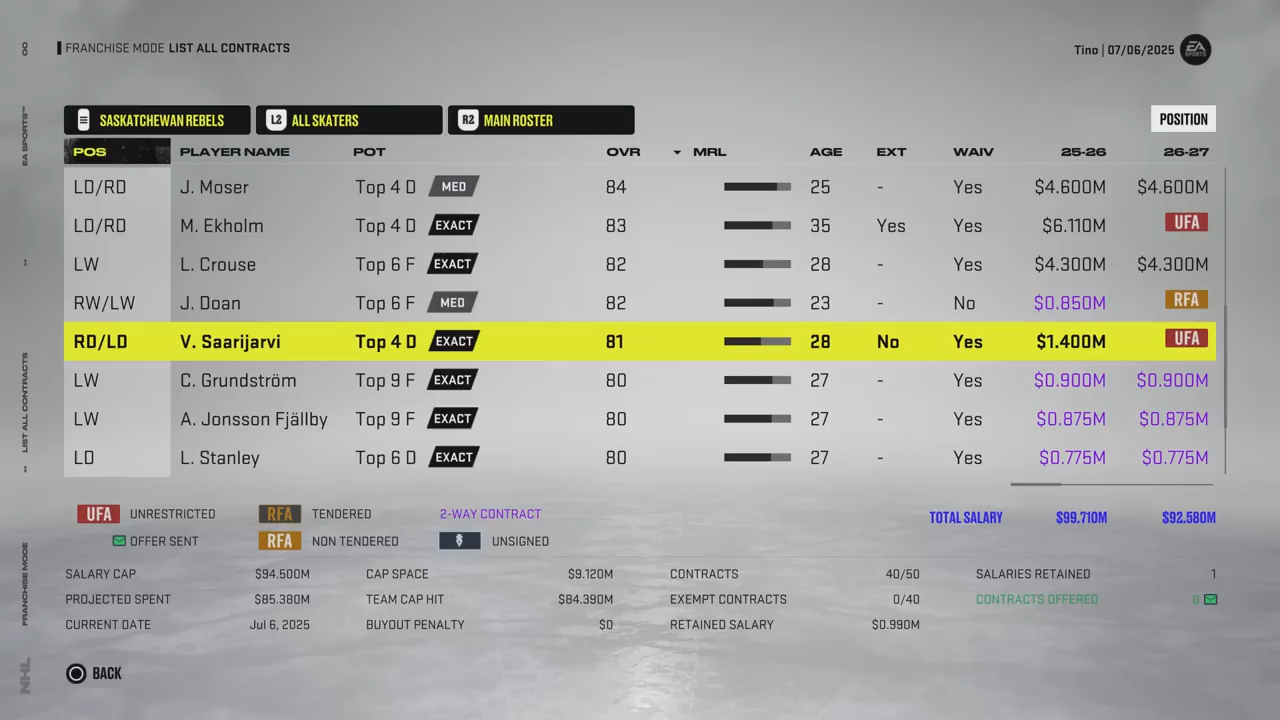 FRANCHISE MODE LIST ALL CONTRACTS
Tino | 07/06/2025
EA SPORTS
SASKATCHEWAN REBELS L2 ALL SKATERS R2 MAIN ROSTER
POSITION
POS PLAYER NAME POT OVR MRL AGE EXT WAIV 25-26 26-27
LD/RD J. Moser Top 4 D MED 84 25 - Yes $4.600M $4.600M
LD/RD M. Ekholm Top 4 D EXACT 83 35 Yes Yes $6.110M UFA
LW L. Crouse Top 6 F EXACT 82 28 - Yes $4.300M $4.300M
RW/LW J. Doan Top 6 F MED 82 23 - No $0.850M RFA
RD/LD V. Saarijarvi Top 4 D EXACT 81 28 No Yes $1.400M UFA
LW C. Grundström Top 9 F EXACT 80 27 - Yes $0.900M $0.900M
LW A. Jonsson Fjällby Top 9 F EXACT 80 27 - Yes $0.875M $0.875M
LD L. Stanley Top 6 D EXACT 80 27 - Yes $0.775M $0.775M
UFA UNRESTRICTED RFA TENDERED 2-WAY CONTRACT TOTAL SALARY $99.710M $92.580M
OFFER SENT RFA NON TENDERED UNSIGNED
SALARY CAP $94.500M CAP SPACE $9.120M CONTRACTS 40/50 SALARIES RETAINED 1
PROJECTED SPENT $85.380M TEAM CAP HIT $84.390M EXEMPT CONTRACTS 0/40 CONTRACTS OFFERED 0
CURRENT DATE Jul 6, 2025 BUYOUT PENALTY $0 RETAINED SALARY $0.990M
BACK
EA SPORTS™
LIST ALL CONTRACTS
FRANCHISE MODE
NHL